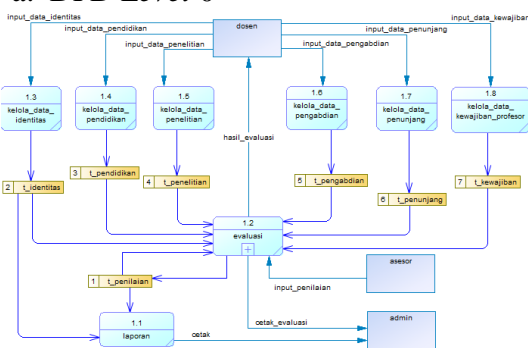 a. DFD Level 0
input_data_identitas
input_data_kewajiban
input_data_pendidikan
dosen
input_data_penunjang
input_data_penelitian
input_data_pengabdian
1.3
kelola_data_
identitas
1.4
kelola_data_
pendidikan
1.5
kelola_data_
penelitian
1.6
kelola_data_
pengabdian
1.7
kelola_data_
penunjang
1.8
kelola_data_
kewajiban_profesor
hasil_evaluasi
2 t_identitas
3 t_pendidikan
4 t_penelitian
5 t_pengabdian
6 t_penunjang
7 t_kewajiban
1.2
evaluasi
asesor
input_penilaian
1 t_penilaian
1.1
laporan
cetak
cetak_evaluasi
admin